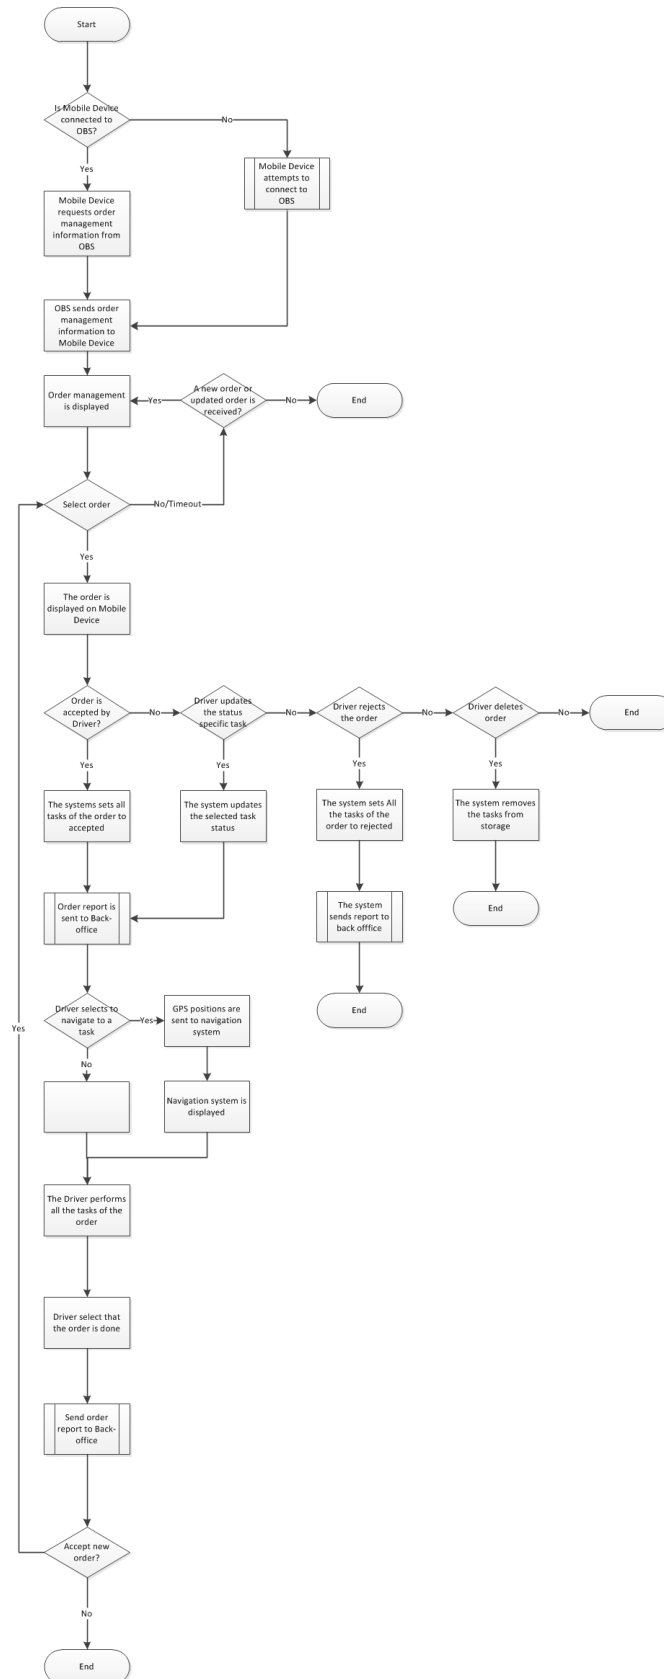 Start
Is Mobile Device
connected to
OBS?
No
Yes
Mobile Device
attempts to
connect to
OBS
Mobile Device
requests order
management
information from
OBS
OBS sends order
management
information to
Mobile Device
Order management
is displayed
Yes
A new order or
updated order is
received?
No
End
Select order
No/Timeout
Yes
The order is
displayed on Mobile
Device
Order is
accepted by
Driver?
No
Driver updates
the status
specific task
No
Driver rejects
the order
No
Driver deletes
order
No
End
Yes
Yes
Yes
Yes
The systems sets all
tasks of the order to
accepted
The system updates
the selected task
status
The system sets All
the tasks of the
order to rejected
The system removes
the tasks from
storage
Order report is
sent to Back-
office
The system
sends report to
back offfice
End
End
Driver selects to
navigate to a
task
Yes
GPS positions are
sent to navigation
system
Yes
No
Navigation system is
displayed
The Driver performs
all the tasks of the
order
Driver select that
the order is done
Send order
report to Back-
office
Accept new
order?
No
End